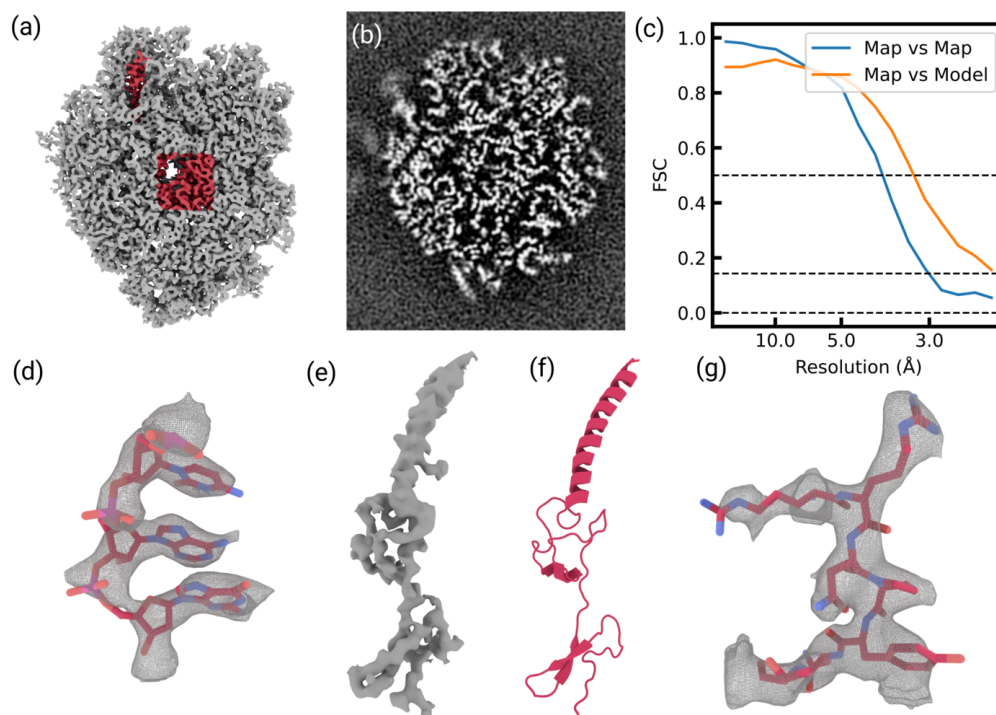 (a)
(b)
(c)
1.0
0.8
0.6
0.4
0.2
0.0
FSC
Map vs Map
Map vs Model
10.0 5.0 3.0
Resolution (Å)
(d)
(e)
(f)
(g)